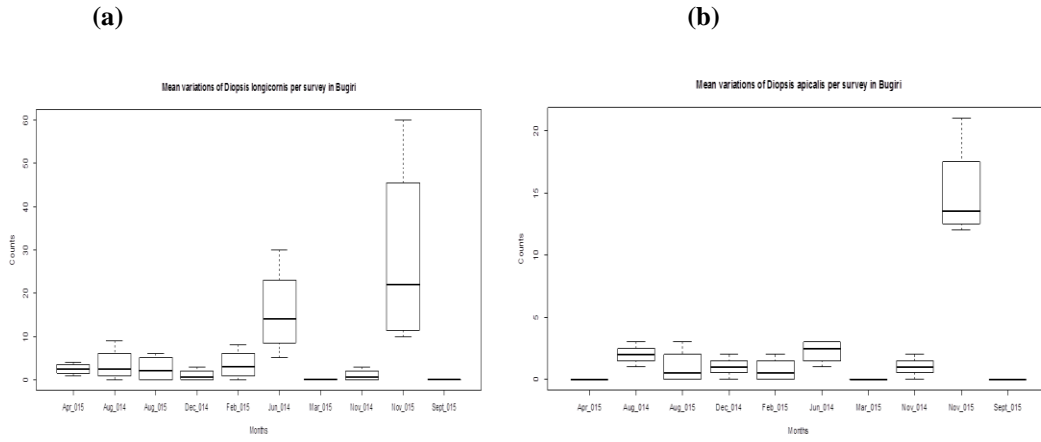 (a)
(b)
Mean variations of Diopsis longicornis per survey in Bugiri
Mean variations of Diopsis apicalis per survey in Bugiri
60
50
40
30
20
10
0
Counts
Apr_015 Aug_014 Aug_015 Dec_014 Feb_015 Jun_014 Mar_015 Nov_014 Nov_015 Sept_015
Months
20
15
10
5
0
Counts
Apr_015 Aug_014 Aug_015 Dec_014 Feb_015 Jun_014 Mar_015 Nov_014 Nov_015 Sept_015
Months